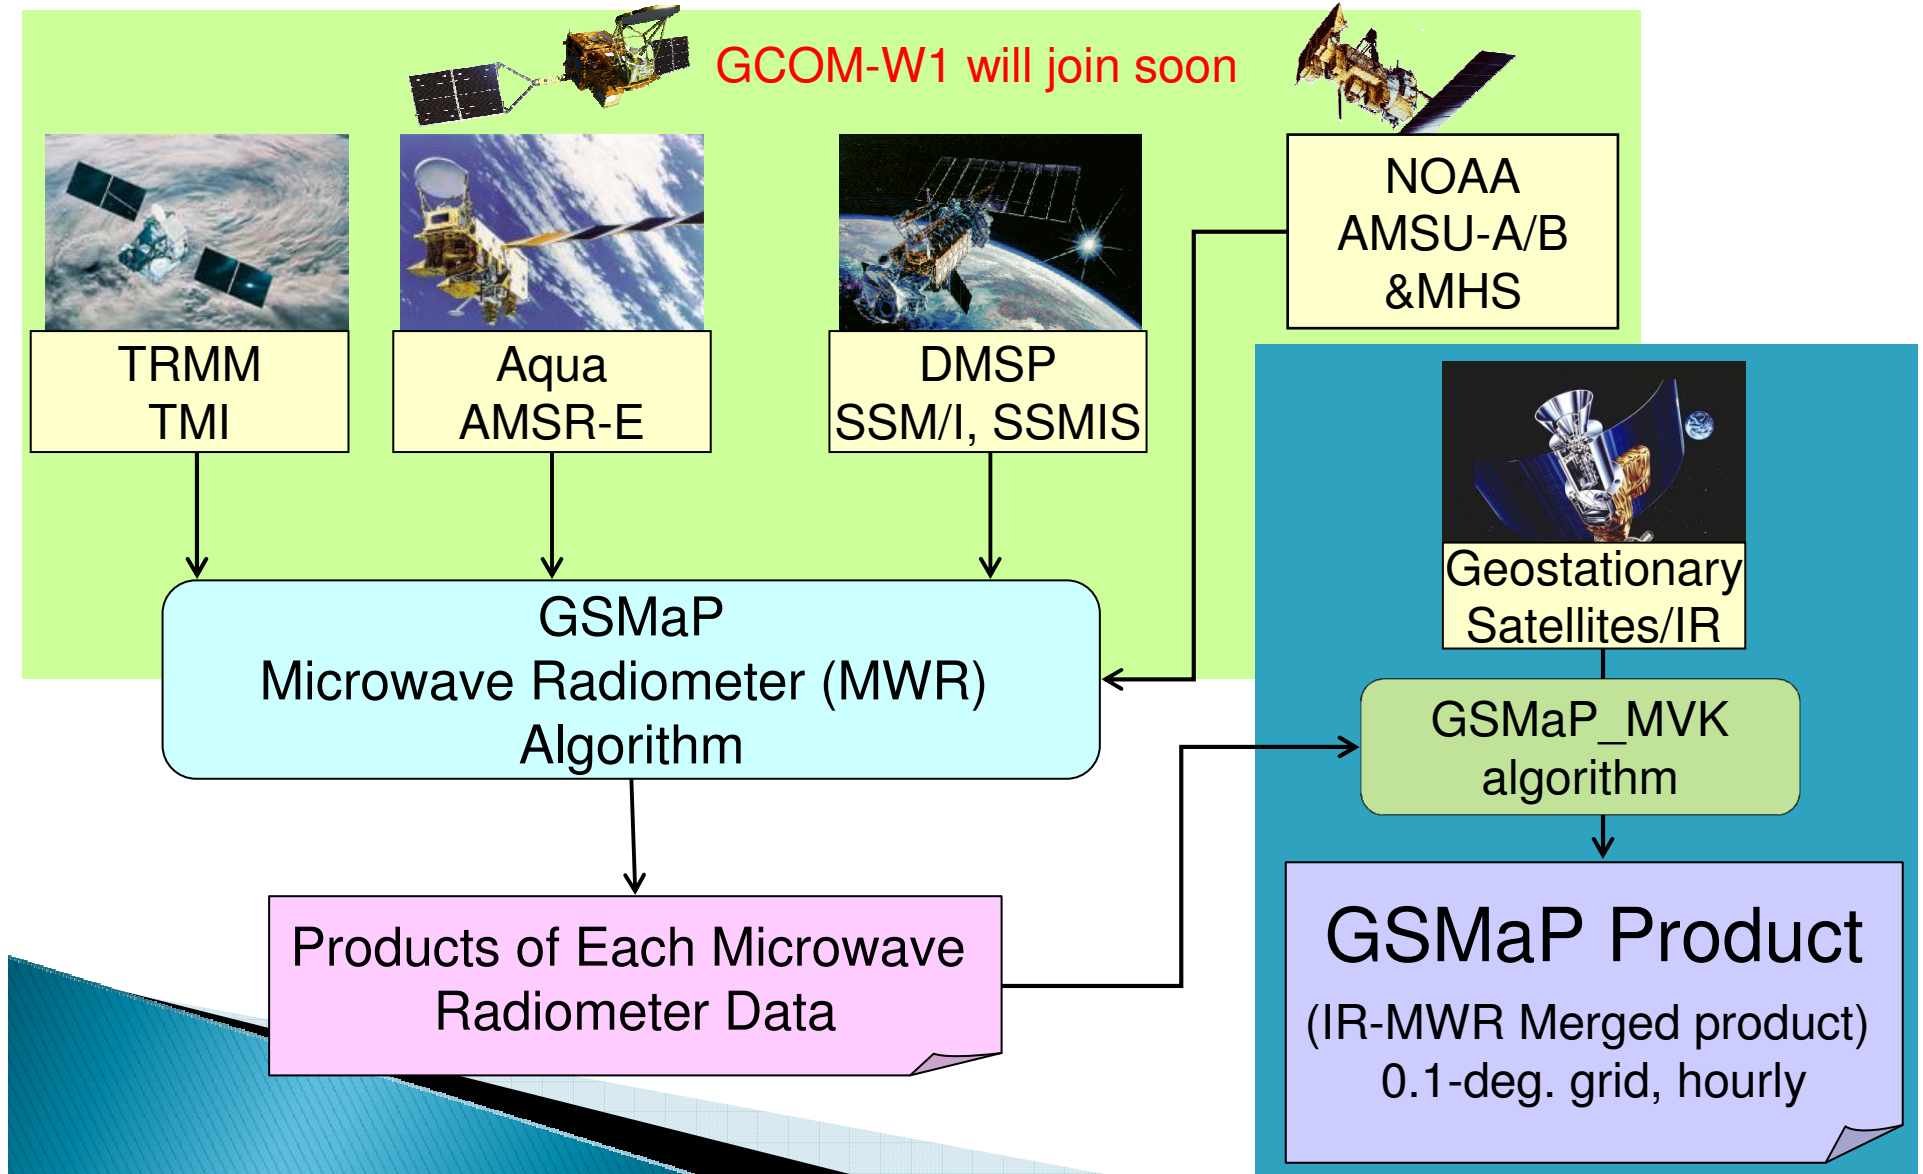 GCOM-W1 will join soon
NOAA
AMSU-A/B
&MHS
TRMM
TMI
Aqua
AMSR-E
DMSP
SSM/I, SSMIS
Geostationary
Satellites/IR
GSMaP
Microwave Radiometer (MWR)
Algorithm
GSMaP_MVK
algorithm
Products of Each Microwave
Radiometer Data
GSMaP Product
(IR-MWR Merged product)
0.1-deg. grid, hourly